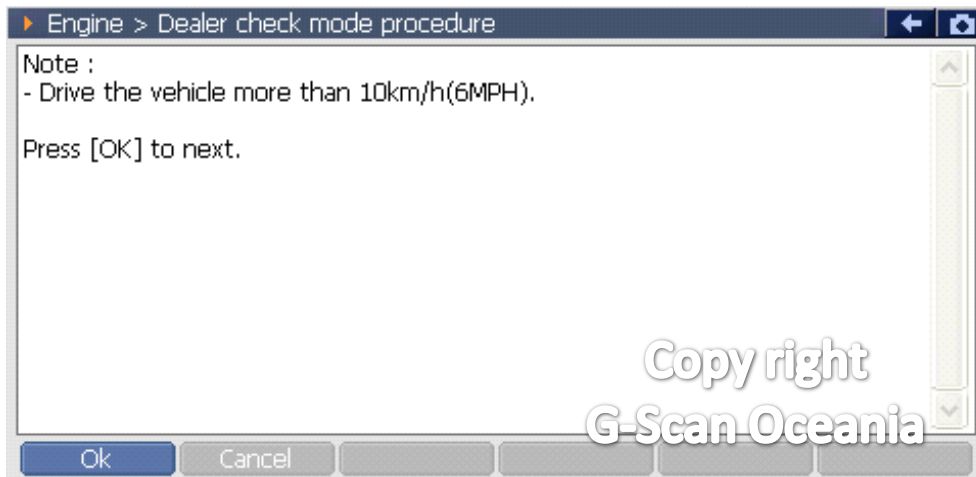 Engine > Dealer check mode procedure
Note :
- Drive the vehicle more than 10km/h(6MPH).
Press [OK] to next.
Copy right
G-Scan Oceania
Ok
Cancel